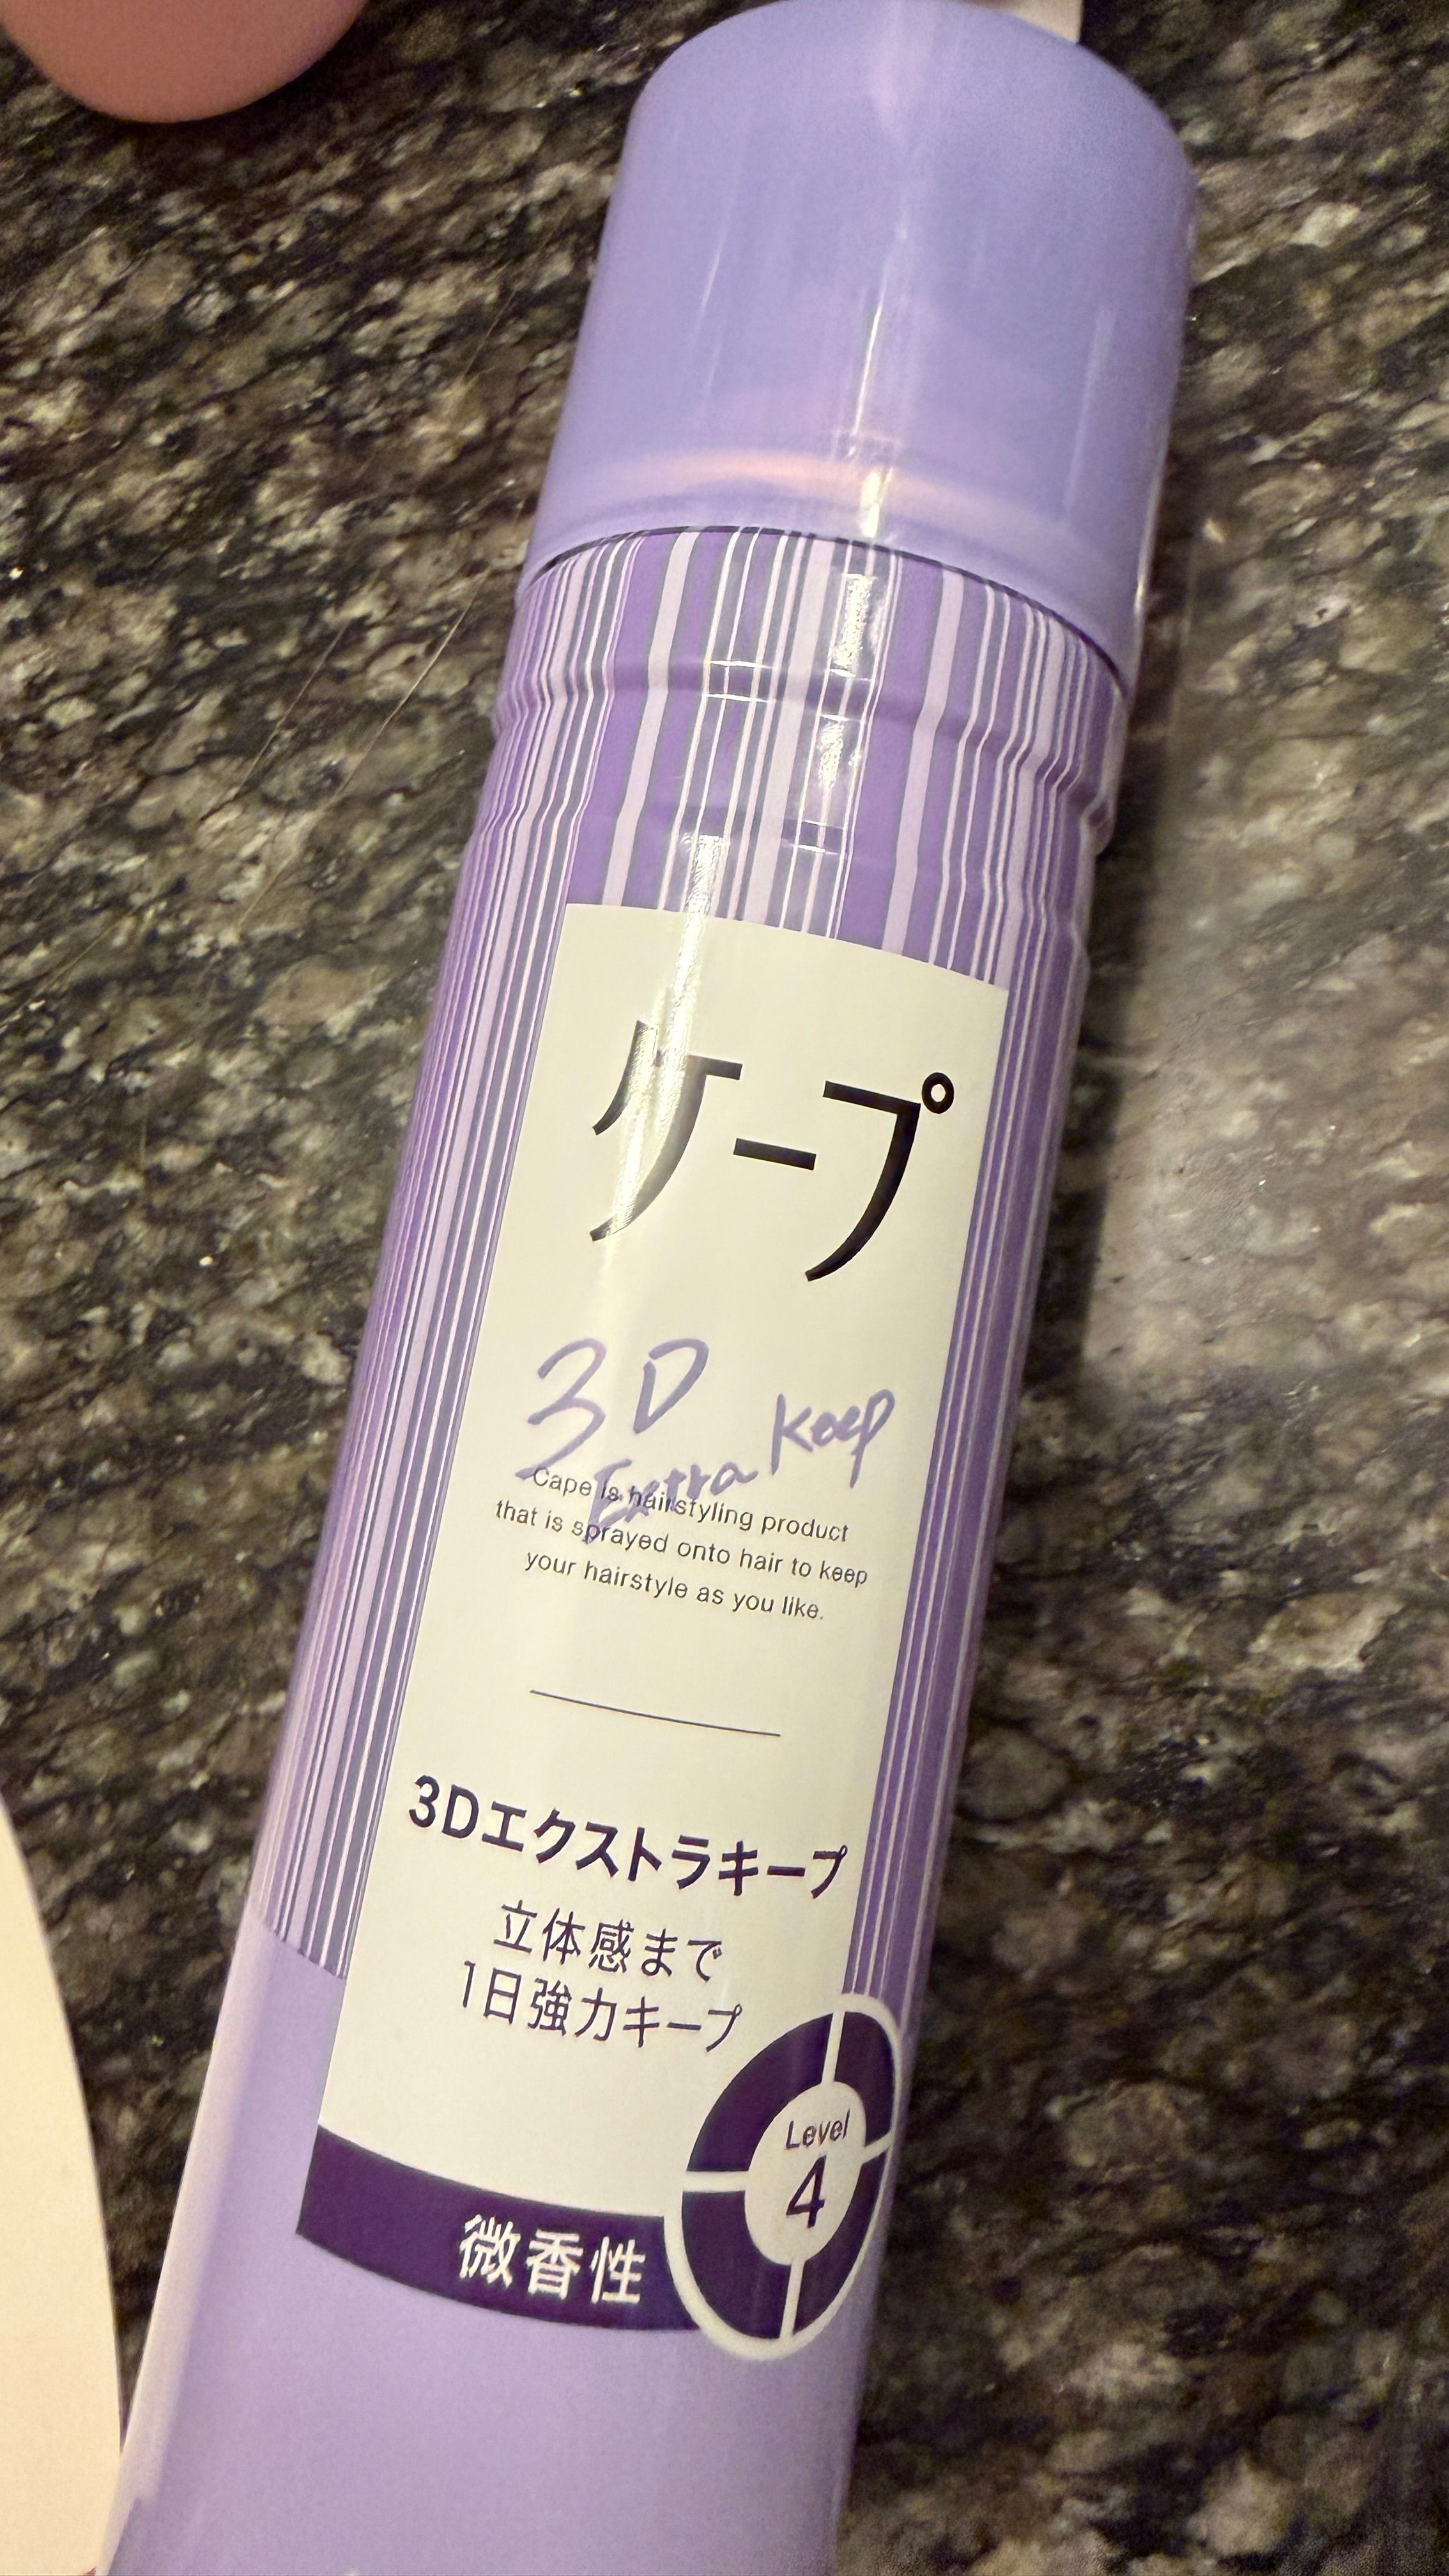 ケープ
3D
Extra Keep
Cape is hairstyling product
that is sprayed onto hair to keep
your hairstyle as you like.
3Dエクストラキープ
立体感まで
1日強力キープ
Level
4
微香性